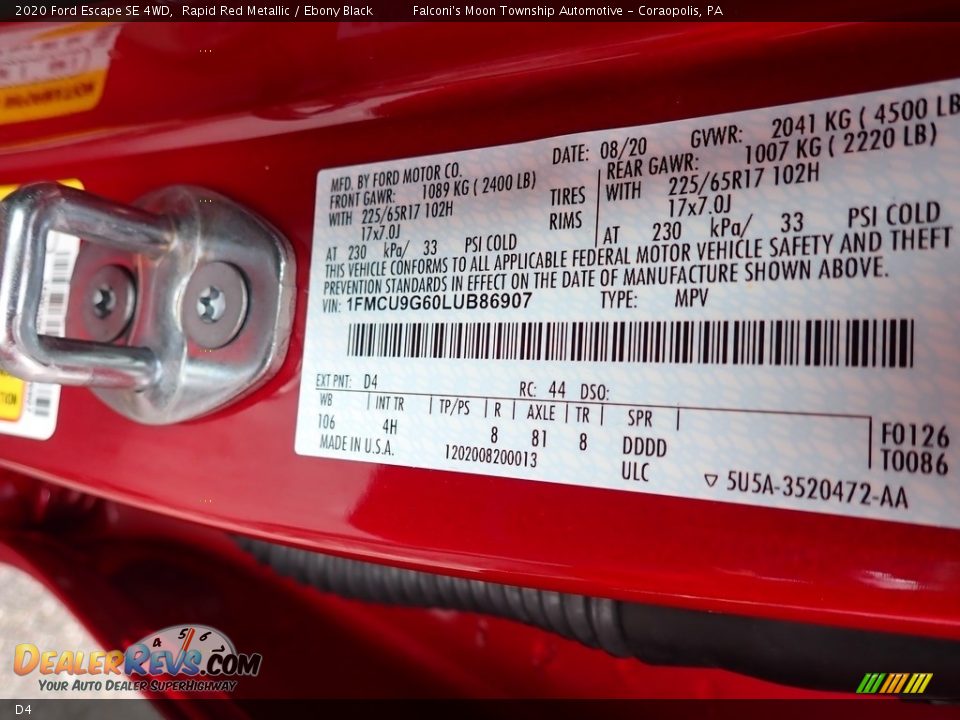 2020 Ford Escape SE 4WD, Rapid Red Metallic / Ebony Black Falconi's Moon Township Automotive - Coraopolis, PA
MFD. BY FORD MOTOR CO. DATE: 08/20 GVWR: 2041 KG ( 4500 LB
FRONT GAWR: 1089 KG ( 2400 LB) REAR GAWR: 1007 KG ( 2220 LB)
WITH 225/65R17 102H TIRES WITH 225/65R17 102H
17x7.0J RIMS 17x7.0J
AT 230 kPa/ 33 PSI COLD AT 230 kPa/ 33 PSI COLD
THIS VEHICLE CONFORMS TO ALL APPLICABLE FEDERAL MOTOR VEHICLE SAFETY AND THEFT
PREVENTION STANDARDS IN EFFECT ON THE DATE OF MANUFACTURE SHOWN ABOVE.
VIN: 1FMCU9G60LUB86907 TYPE: MPV
EXT PNT: D4 RC: 44 DSO:
WB INT TR TP/PS R AXLE TR SPR
106 4H 8 81 8 DDDD
F0126
T0086
MADE IN U.S.A. 1202008200013 ULC
5U5A-3520472-AA
4 5 6
DealerRevs.com
Your Auto Dealer SuperHighway
D4